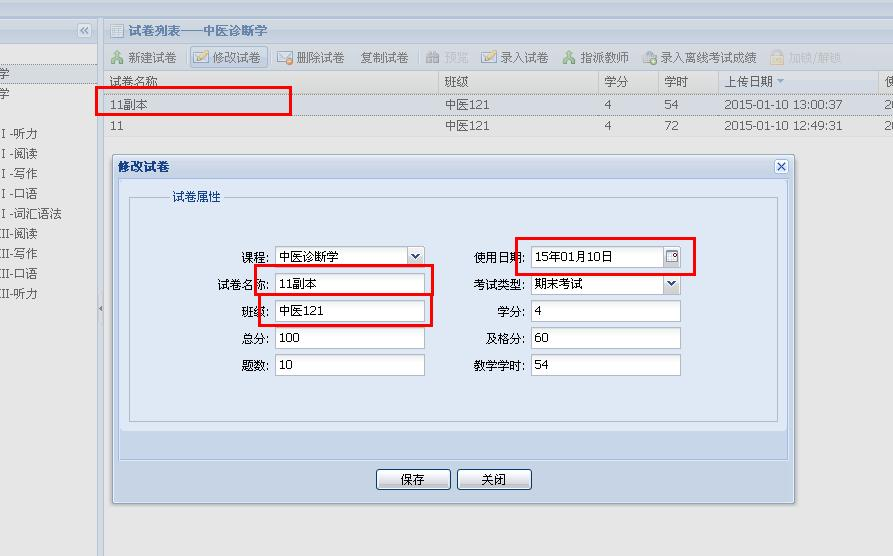 试卷列表——中医诊断学
新建试卷 修改试卷 删除试卷 复制试卷 预览 录入试卷 指派教师 录入离线考试成绩 加锁/解锁
试卷名称 班级 学分 学时 上传日期 使
11副本 中医121 4 54 2015-01-10 13:00:37 20
11 中医121 4 72 2015-01-10 12:49:31 20
学
学
I-听力
I-阅读
I-写作
I-口语
I-词汇语法
III-阅读
III-写作
III-口语
III-听力
修改试卷
试卷属性
课程: 中医诊断学 使用日期: 15年01月10日
试卷名称: 11副本 考试类型: 期末考试
班级: 中医121 学分: 4
总分: 100 及格分: 60
题数: 10 教学学时: 54
保存 关闭